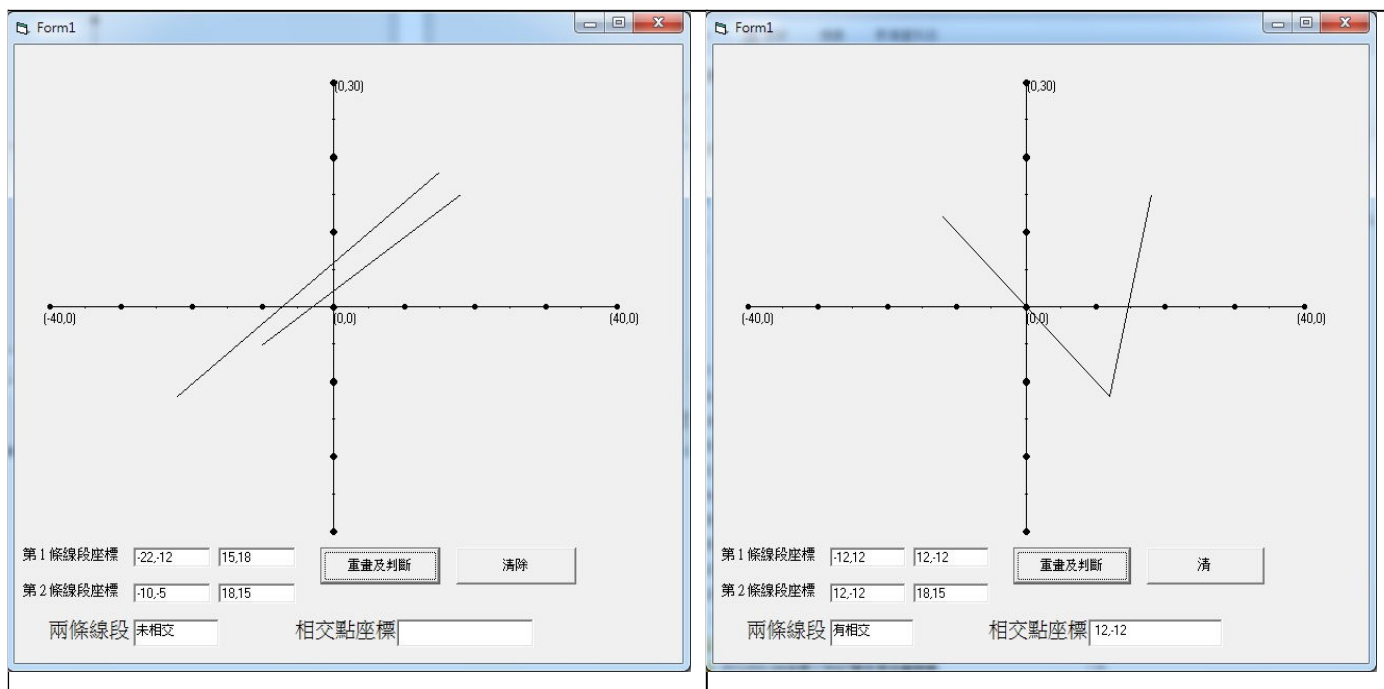 Form1
(0,30)
(-40,0)
(0,0)
(40,0)
第1條線段座標 -22,-12 15,18 重畫及判斷 清除
第2條線段座標 -10,-5 18,15
兩條線段 未相交 相交點座標
Form1
(0,30)
(-40,0)
(0,0)
(40,0)
第1條線段座標 -12,12 12,-12 重畫及判斷 清
第2條線段座標 12,-12 18,15
兩條線段 有相交 相交點座標 12,-12